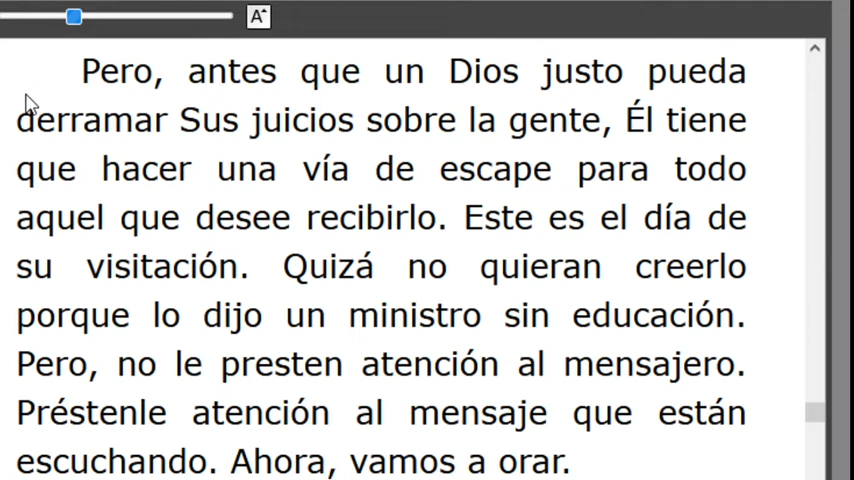 A
Pero, antes que un Dios justo pueda
derramar Sus juicios sobre la gente, Él tiene
que hacer una vía de escape para todo
aquel que desee recibirlo. Este es el día de
su visitación. Quizá no quieran creerlo
porque lo dijo un ministro sin educación.
Pero, no le presten atención al mensajero.
Préstenle atención al mensaje que están
escuchando. Ahora, vamos a orar.